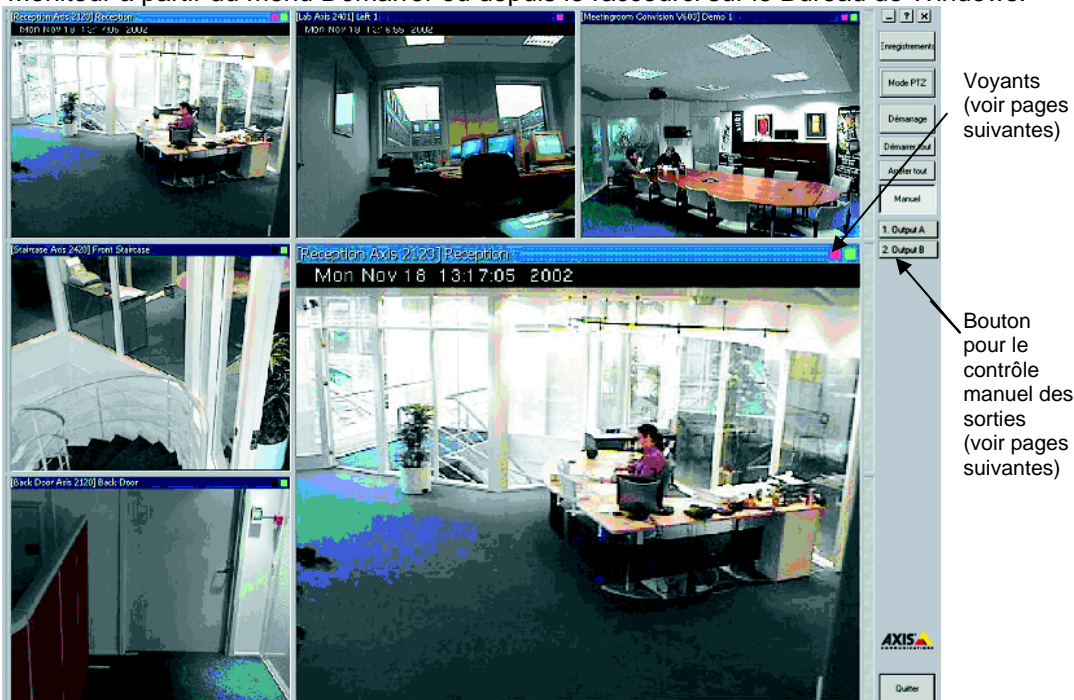 Moniteur à partir du menu Démarrer ou depuis le raccourci sur le Bureau de Windows.
[Reception Axis 2120] Reception
Mon Nov 18 13:17:05 2002
[Lab Axis 2401] Left 1
Mon Nov 18
[Meetingroom Convision V600] Demo 1
Enregistrements
Mode PTZ
Démarrage
Démarrer tout
Arrêter tout
Manuel
1. Output A
2. Output B
Voyants
(voir pages
suivantes)
[Staircase Axis 2420] Front Staircase
[Reception Axis 2120] Reception
Mon Nov 18 13:17:05 2002
Bouton
pour le
contrôle
manuel des
sorties
(voir pages
suivantes)
[Back Door Axis 2120] Back Door
AXIS
COMMUNICATIONS
Quitter